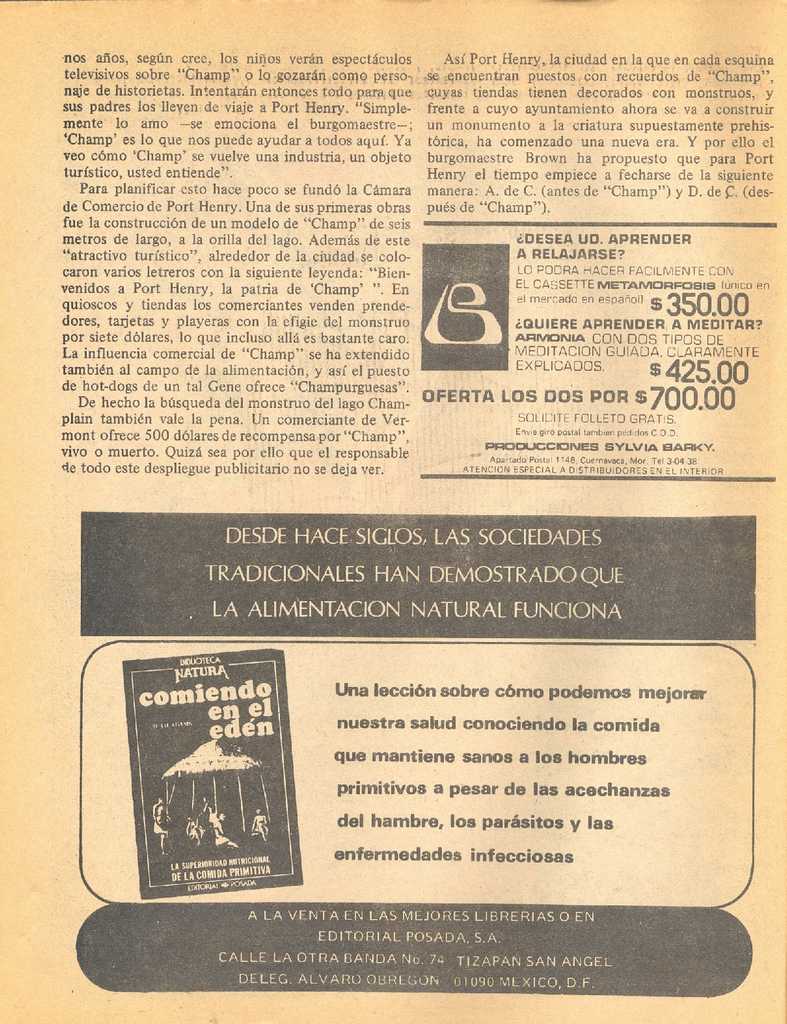 nos años, según cree, los niños verán espectáculos
televisivos sobre “Champ” o lo gozarán como perso-
naje de historietas. Intentarán entonces todo para que
sus padres los lleven de viaje a Port Henry. “Simple-
mente lo amo —se emociona el burgomaestre—;
‘Champ’ es lo que nos puede ayudar a todos aquí. Ya
veo cómo ‘Champ’ se vuelve una industria, un objeto
turístico, usted entiende”.
Para planificar esto hace poco se fundó la Cámara
de Comercio de Port Henry. Una de sus primeras obras
fue la construcción de un modelo de “Champ” de seis
metros de largo, a la orilla del lago. Además de este
“atractivo turístico”, alrededor de la ciudad se colo-
caron varios letreros con la siguiente leyenda: “Bien-
venidos a Port Henry, la patria de ‘Champ’ ”. En
quioscos y tiendas los comerciantes venden prende-
dores, tarjetas y playeras con la efigie del monstruo
por siete dólares, lo que incluso allá es bastante caro.
La influencia comercial de “Champ” se ha extendido
también al campo de la alimentación, y así el puesto
de hot-dogs de un tal Gene ofrece “Champurguesas”.
De hecho la búsqueda del monstruo del lago Cham-
plain también vale la pena. Un comerciante de Ver-
mont ofrece 500 dólares de recompensa por “Champ”,
vivo o muerto. Quizá sea por ello que el responsable
de todo este despliegue publicitario no se deja ver.
Así Port Henry, la ciudad en la que en cada esquina
se encuentran puestos con recuerdos de “Champ”,
cuyas tiendas tienen decorados con monstruos, y
frente a cuyo ayuntamiento ahora se va a construir
un monumento a la criatura supuestamente prehis-
tórica, ha comenzado una nueva era. Y por ello el
burgomaestre Brown ha propuesto que para Port
Henry el tiempo empiece a fecharse de la siguiente
manera: A. de C. (antes de “Champ”) y D. de C. (des-
pués de “Champ”).
¿DESEA UD. APRENDER
A RELAJARSE?
LO PODRA HACER FACILMENTE CON
EL CASSETTE METAMORFOSIS (único en
el mercado en español) $350.00
¿QUIERE APRENDER A MEDITAR?
ARMONIA CON DOS TIPOS DE
MEDITACION GUIADA, CLARAMENTE
EXPLICADOS. $425.00
OFERTA LOS DOS POR $700.00
SOLICITE FOLLETO GRATIS.
Envíe giro postal también pedidos C.O.D.
PRODUCCIONES SYLVIA BARKY.
Apartado Postal 1148, Cuernavaca, Mor. Tel 3-04-38
ATENCION ESPECIAL A DISTRIBUIDORES EN EL INTERIOR
DESDE HACE SIGLOS, LAS SOCIEDADES
TRADICIONALES HAN DEMOSTRADO QUE
LA ALIMENTACION NATURAL FUNCIONA
BIBLIOTECA
NATURA
comiendo
en el
edén
LA SUPERIORIDAD NUTRICIONAL
DE LA COMIDA PRIMITIVA
EDITORIAL POSADA
Una lección sobre cómo podemos mejorar
nuestra salud conociendo la comida
que mantiene sanos a los hombres
primitivos a pesar de las acechanzas
del hambre, los parásitos y las
enfermedades infecciosas
A LA VENTA EN LAS MEJORES LIBRERIAS O EN
EDITORIAL POSADA, S.A.
CALLE LA OTRA BANDA No. 74 TIZAPAN SAN ANGEL
DELEG. ALVARO OBREGON 01090 MEXICO, D.F.